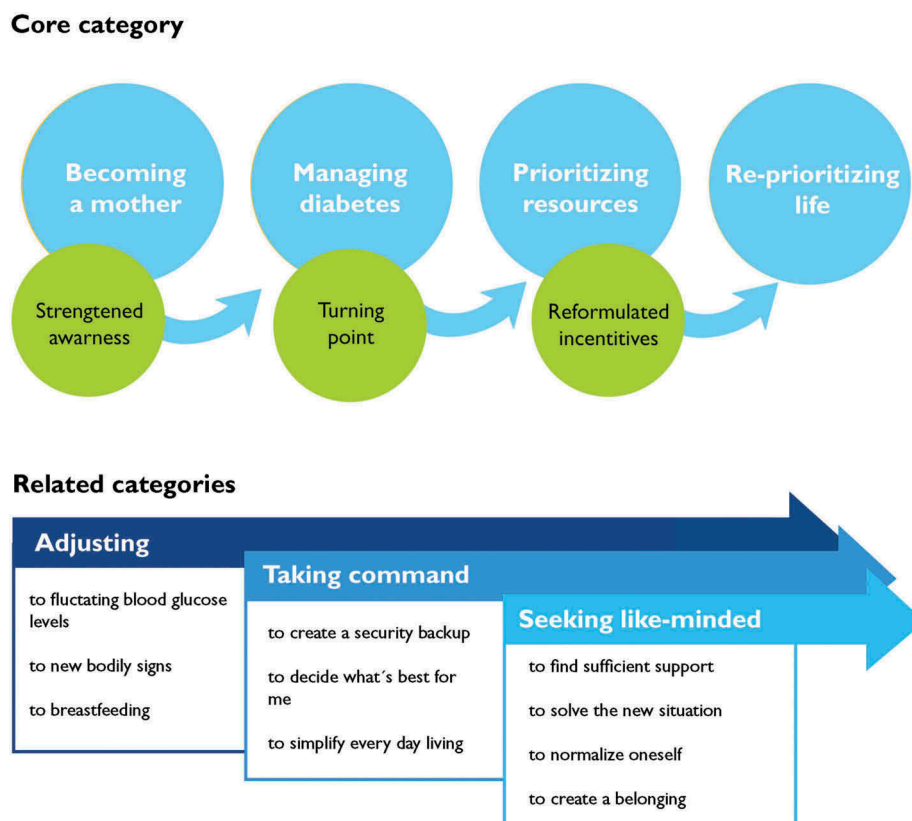 Core category
Becoming
a mother
Managing
diabetes
Prioritizing
resources
Re-prioritizing
life
Strengtened
awarness
Turning
point
Reformulated
incentitives
Related categories
Adjusting
to fluctating blood glucose
levels
to new bodily signs
to breastfeeding
Taking command
to create a security backup
to decide what´s best for
me
to simplify every day living
Seeking like-minded
to find sufficient support
to solve the new situation
to normalize oneself
to create a belonging